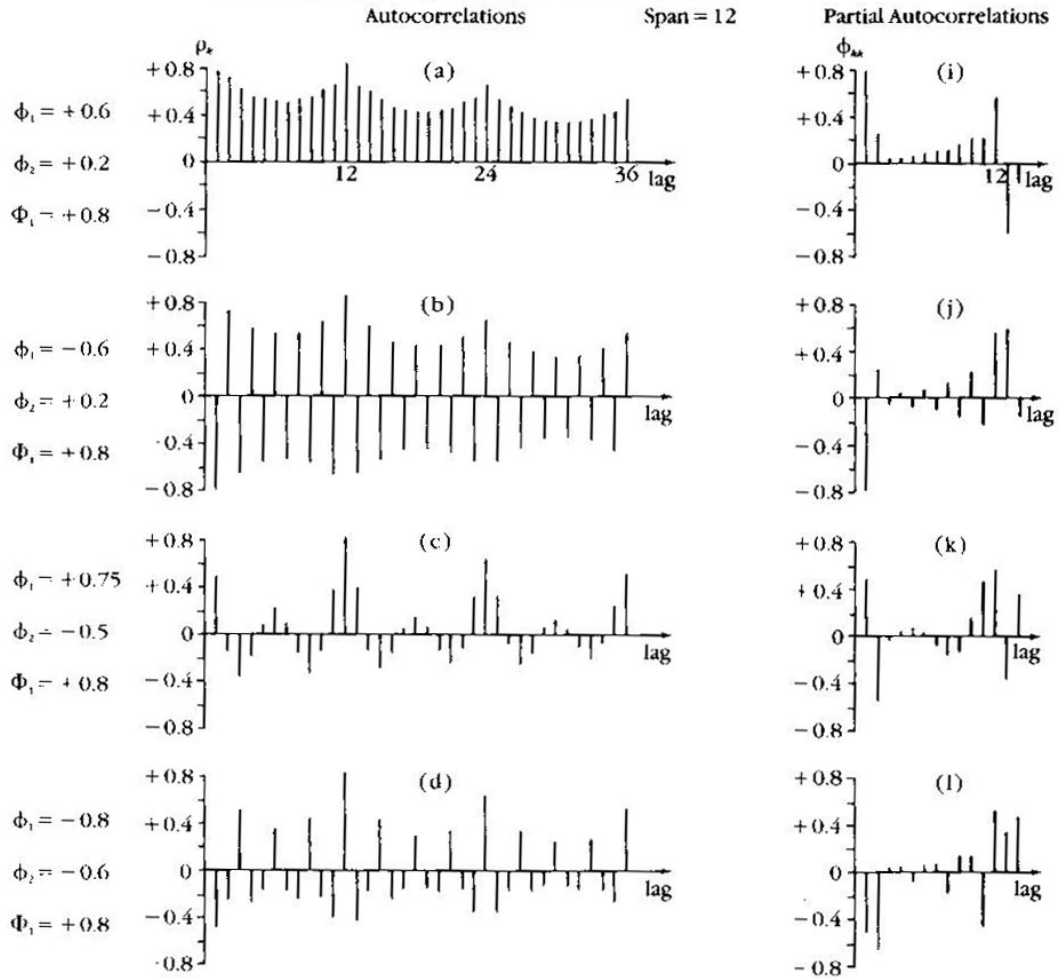 Autocorrelations Span = 12 Partial Autocorrelations
ρₖ (a) ϕₖₖ (i)
+0.8 +0.8
ϕ₁ = +0.6
+0.4 +0.4
ϕ₂ = +0.2
0 0
12 24 36 lag 12 lag
Φ₁ = +0.8
−0.4 −0.4
−0.8 −0.8
(b) (j)
+0.8 +0.8
ϕ₁ = −0.6
+0.4 +0.4
ϕ₂ = +0.2
0 0
lag lag
Φ₁ = +0.8
−0.4 −0.4
−0.8 −0.8
(c) (k)
+0.8 +0.8
ϕ₁ = +0.75
+0.4 +0.4
ϕ₂ = −0.5
0 0
lag lag
Φ₁ = +0.8
−0.4 −0.4
−0.8 −0.8
(d) (l)
+0.8 +0.8
ϕ₁ = −0.8
+0.4 +0.4
ϕ₂ = −0.6
0 0
lag lag
Φ₁ = +0.8
−0.4 −0.4
−0.8 −0.8